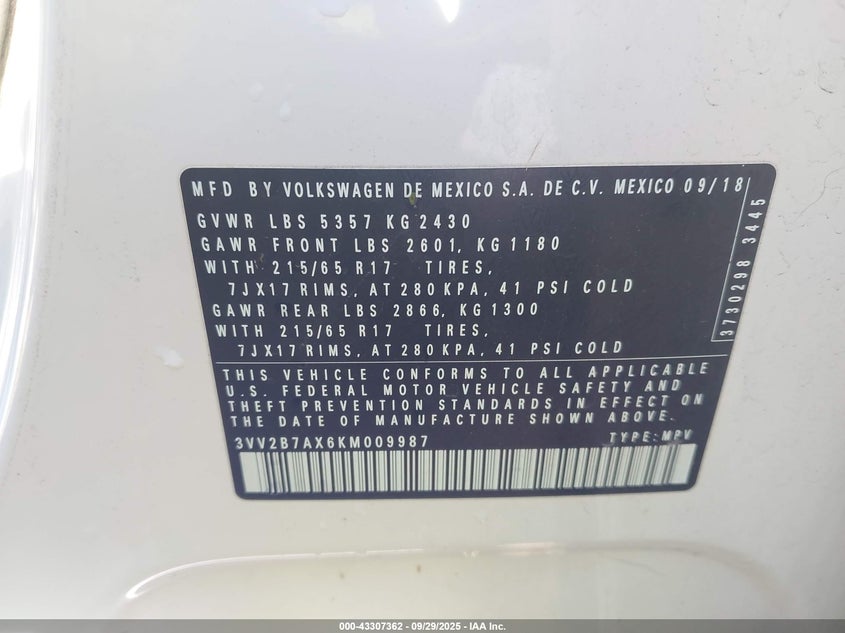 MFD BY VOLKSWAGEN DE MEXICO S.A. DE C.V. MEXICO 09/18
GVWR LBS 5357 KG 2430
GAWR FRONT LBS 2601, KG 1180
WITH 215/65 R17 TIRES,
7JX17 RIMS, AT 280 KPA, 41 PSI COLD
GAWR REAR LBS 2866, KG 1300
WITH 215/65 R17 TIRES,
7JX17 RIMS, AT 280 KPA, 41 PSI COLD
3730298 3445
THIS VEHICLE CONFORMS TO ALL APPLICABLE
U.S. FEDERAL MOTOR VEHICLE SAFETY AND
THEFT PREVENTION STANDARDS IN EFFECT ON
THE DATE OF MANUFACTURE SHOWN ABOVE.
3VV2B7AX6KM009987 TYPE: MPV
000-43307362 / 09/29/2025 - IAA Inc.